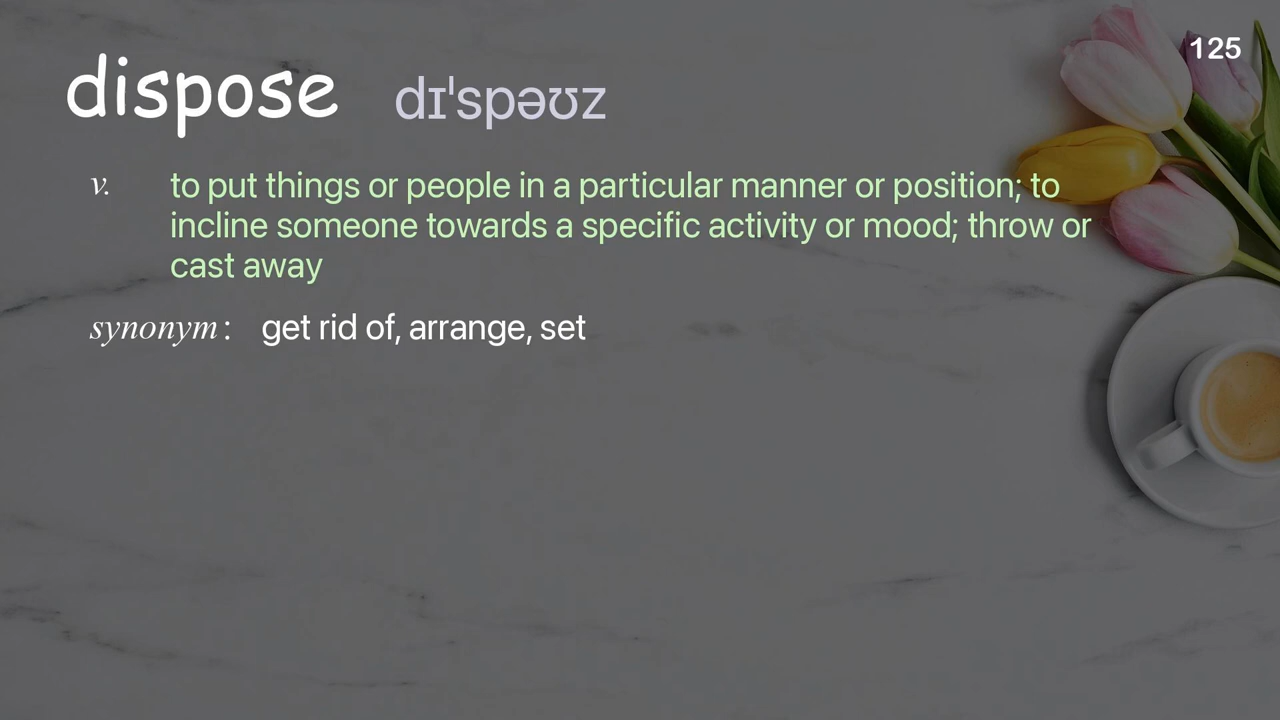 125
dispose dɪˈspəʊz
v. to put things or people in a particular manner or position; to
incline someone towards a specific activity or mood; throw or
cast away
synonym : get rid of, arrange, set